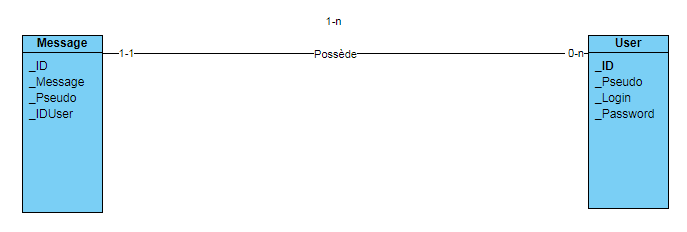 1-n
Message
_ID
_Message
_Pseudo
_IDUser
1-1
Possède
0-n
User
_ID
_Pseudo
_Login
_Password